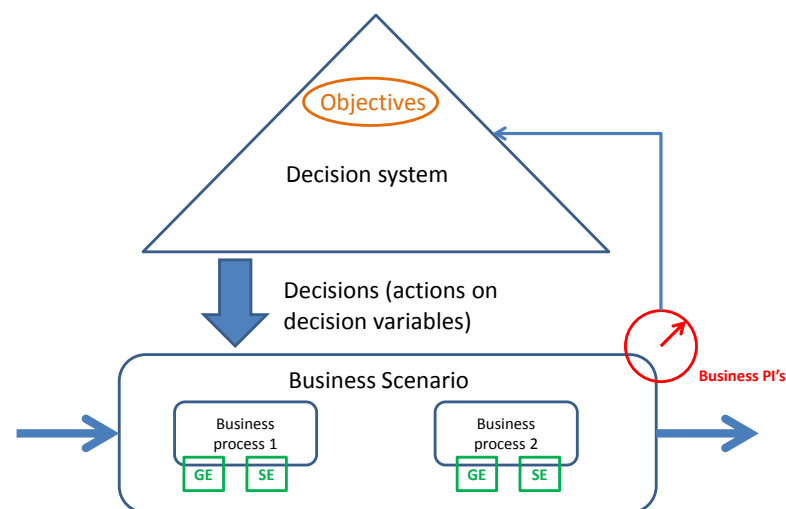 Objectives
Decision system
Decisions (actions on
decision variables)
Business PI's
Business Scenario
Business
process 1
Business
process 2
GE
SE
GE
SE